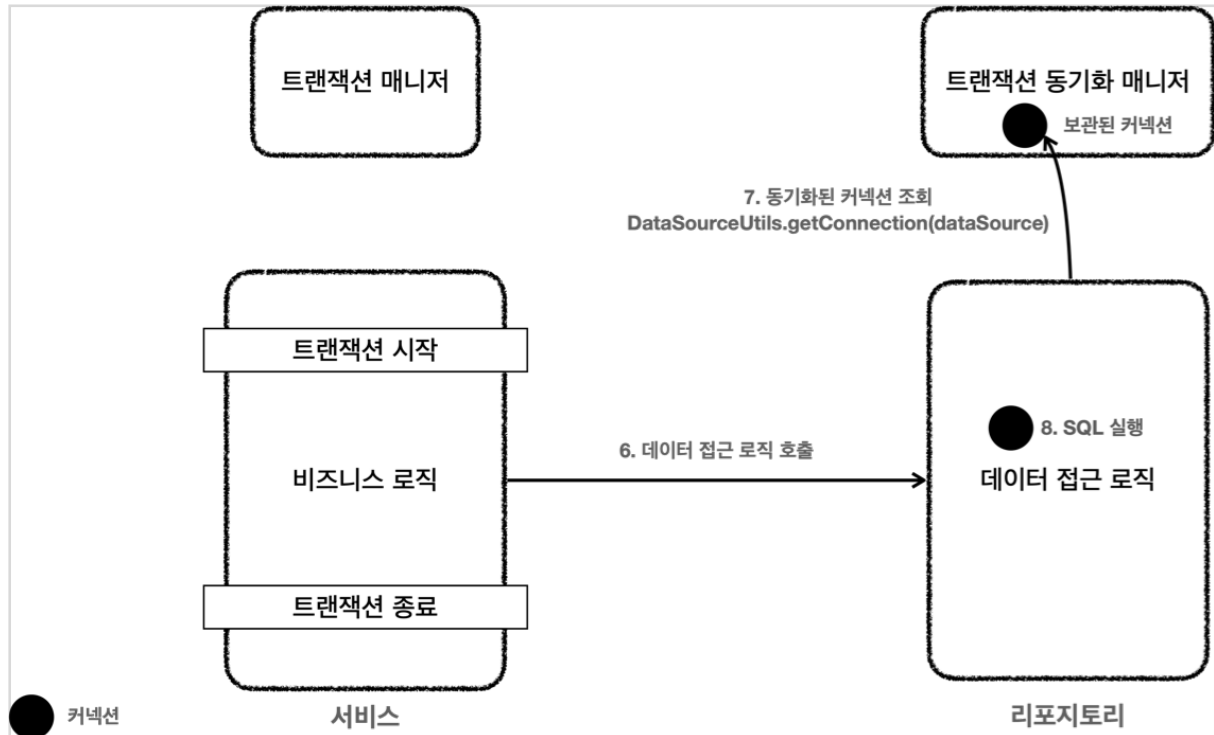 트랜잭션 매니저
트랜잭션 동기화 매니저
보관된 커넥션
7. 동기화된 커넥션 조회
DataSourceUtils.getConnection(dataSource)
트랜잭션 시작
8. SQL 실행
6. 데이터 접근 로직 호출
비즈니스 로직
데이터 접근 로직
트랜잭션 종료
커넥션
서비스
리포지토리